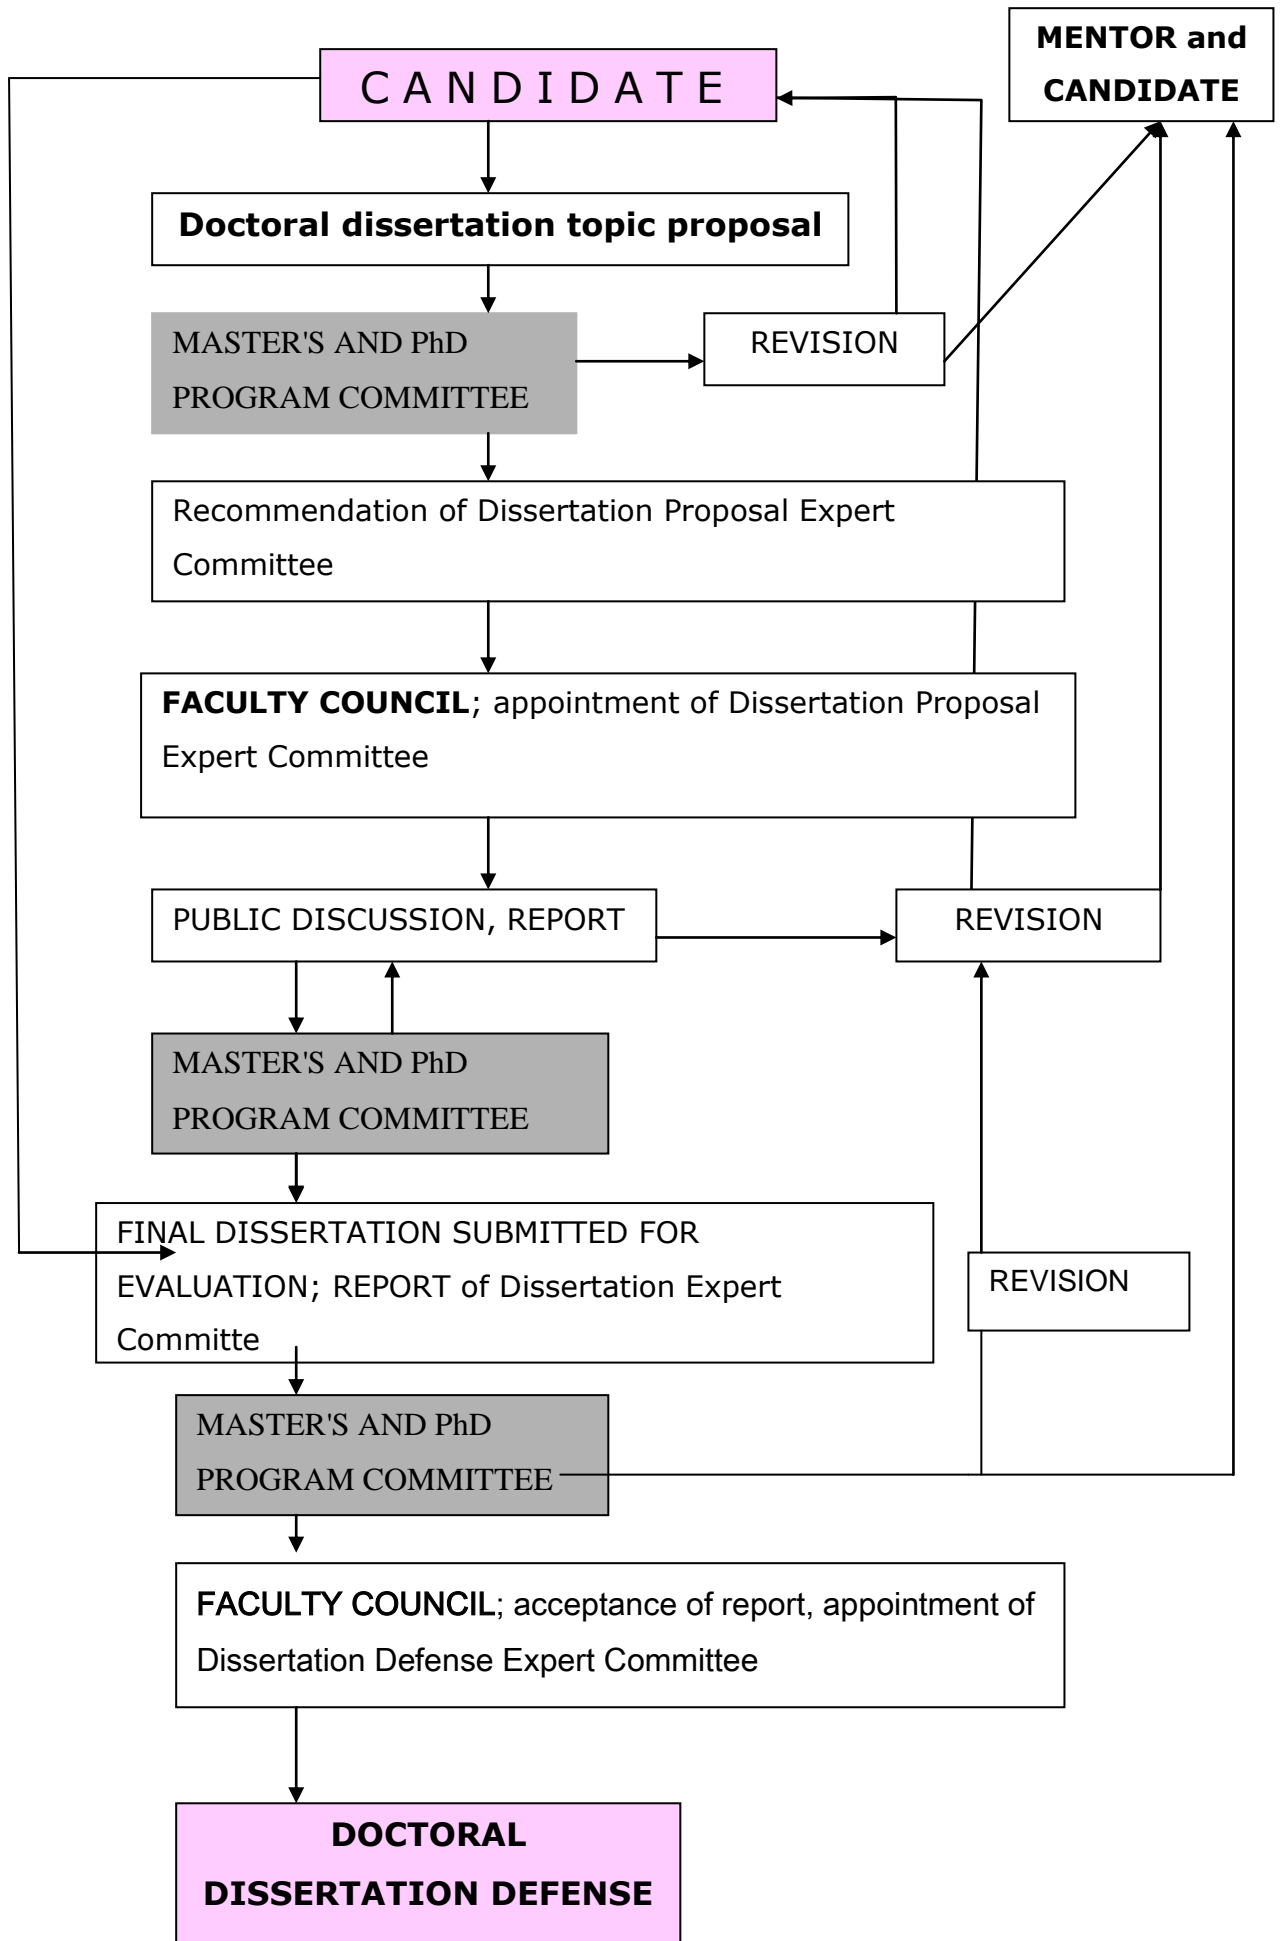 MENTOR and
CANDIDATE
C A N D I D A T E
Doctoral dissertation topic proposal
MASTER'S AND PhD
PROGRAM COMMITTEE
REVISION
Recommendation of Dissertation Proposal Expert
Committee
FACULTY COUNCIL; appointment of Dissertation Proposal
Expert Committee
PUBLIC DISCUSSION, REPORT
REVISION
MASTER'S AND PhD
PROGRAM COMMITTEE
FINAL DISSERTATION SUBMITTED FOR
EVALUATION; REPORT of Dissertation Expert
Committe
REVISION
MASTER'S AND PhD
PROGRAM COMMITTEE
FACULTY COUNCIL; acceptance of report, appointment of
Dissertation Defense Expert Committee
DOCTORAL
DISSERTATION DEFENSE